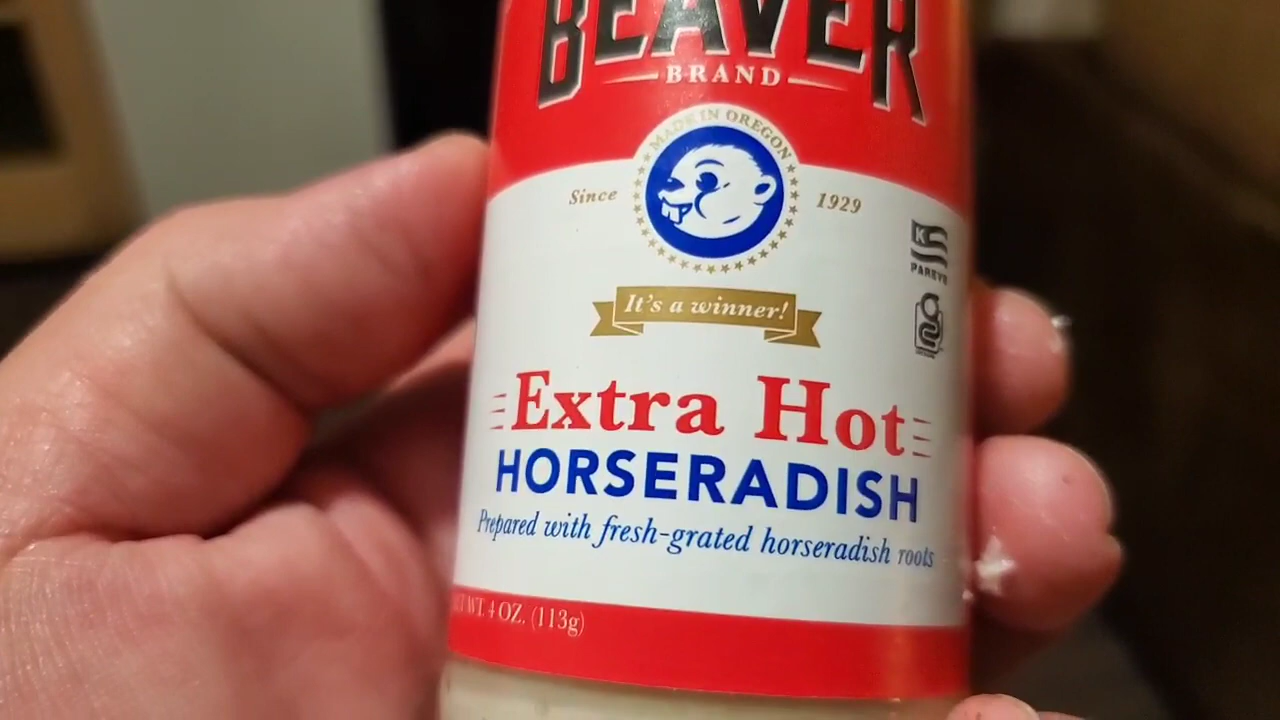 BEAVER
BRAND
MADE IN OREGON
Since 1929
K
PAREVE
It's a winner!
Extra Hot
HORSERADISH
Prepared with fresh-grated horseradish roots
WT. 4 OZ. (113g)